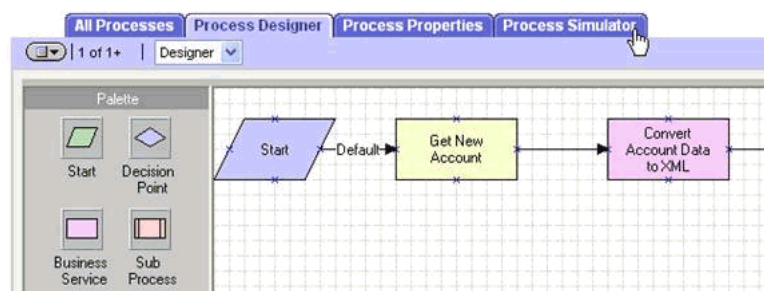 All Processes Process Designer Process Properties Process Simulator
1 of 1+ Designer
Palette
Start Decision
Point
Business Sub
Service Process
Start Default Get New
Account
Convert
Account Data
to XML